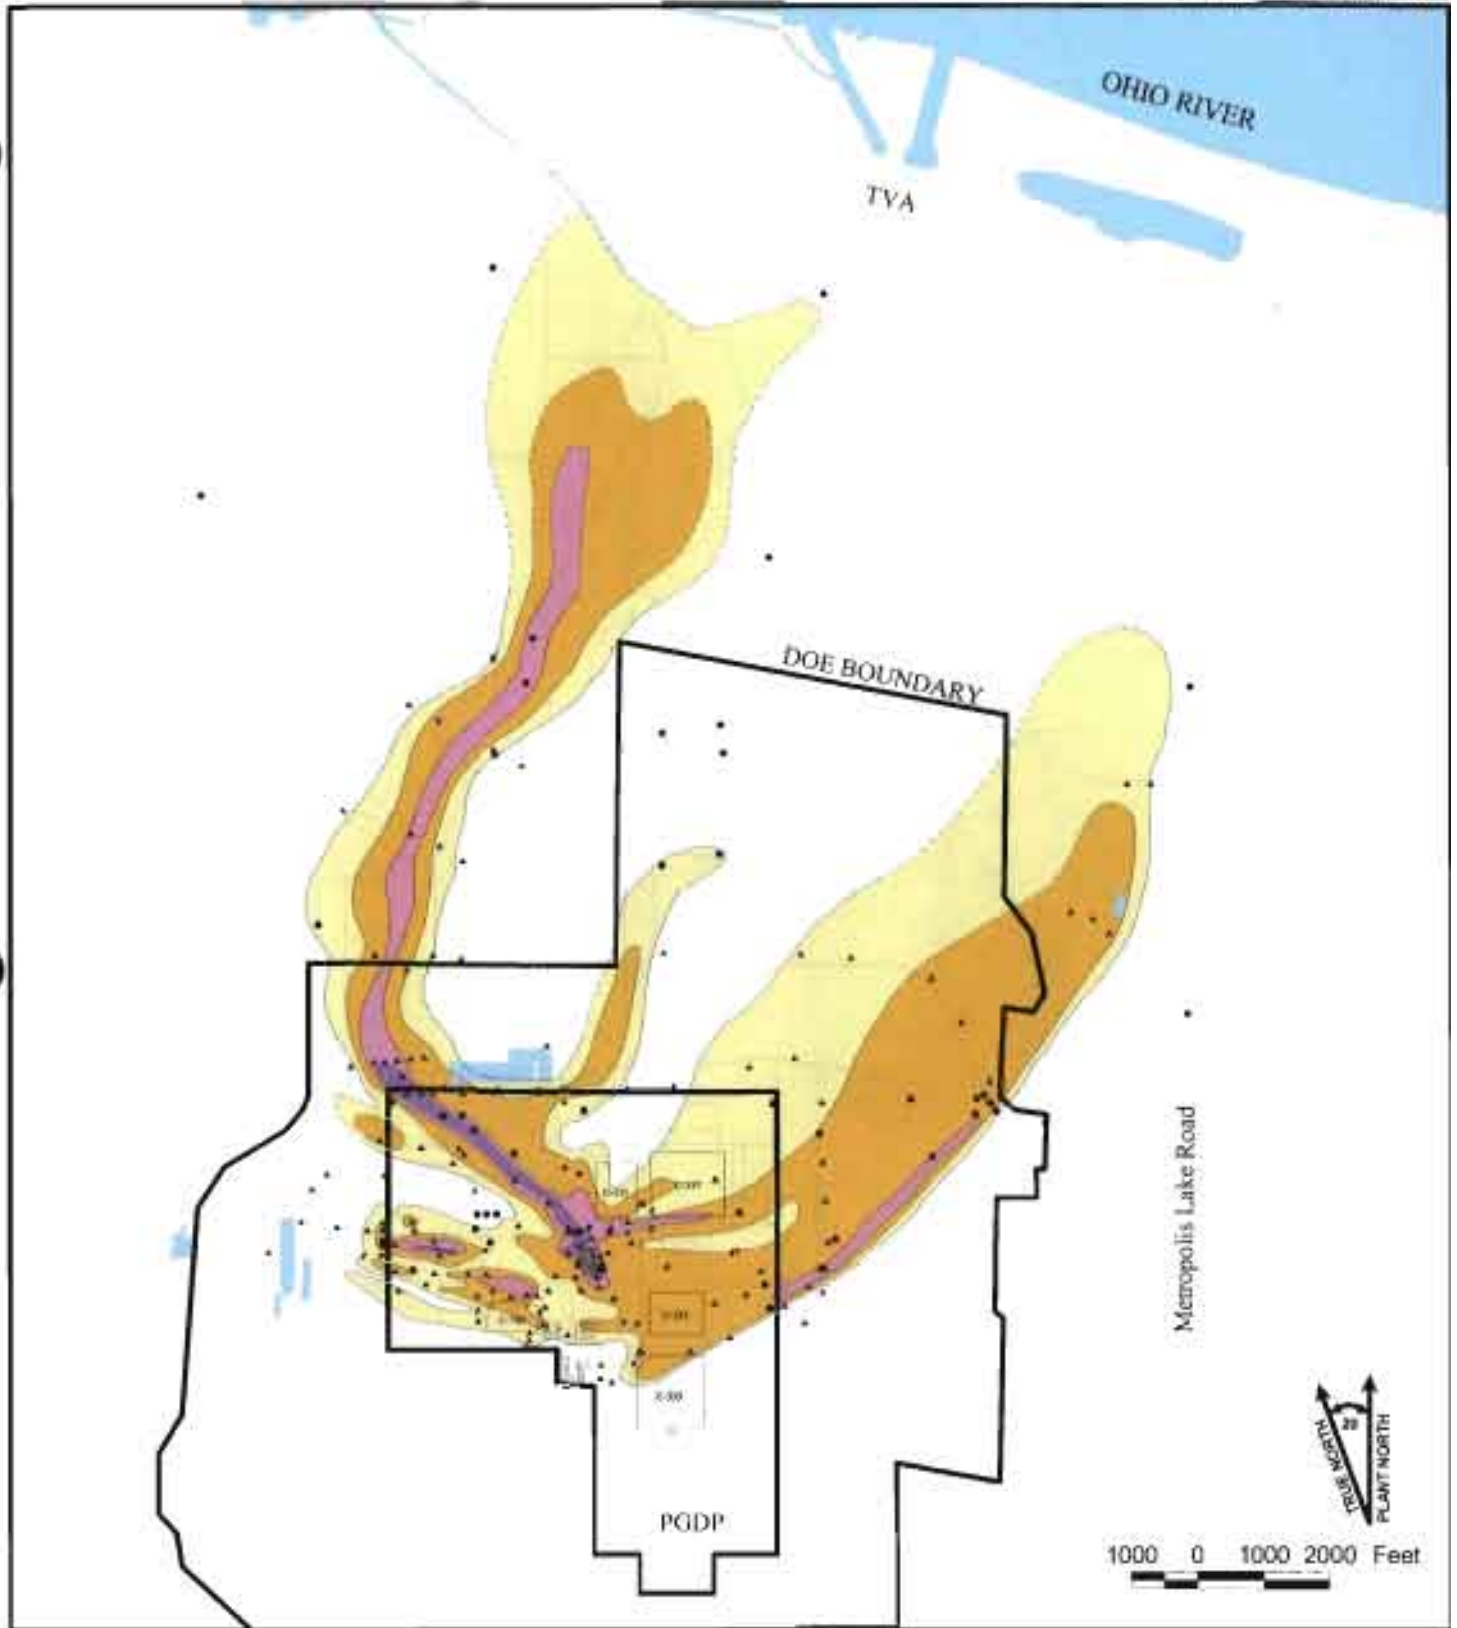 OHIO RIVER
TVA
DOE BOUNDARY
Metropolis Lake Road
PGDP
TRUE NORTH
20
PLANT NORTH
1000 0 1000 2000 Feet